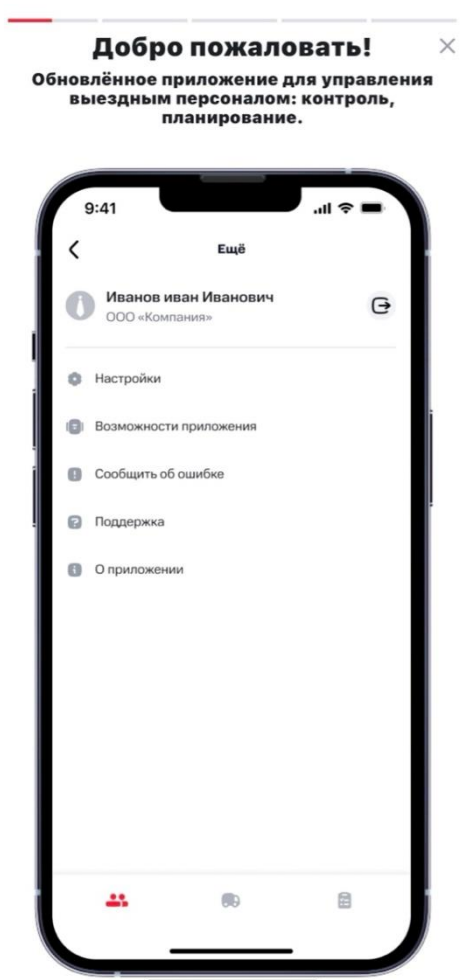 Добро пожаловать!
Обновлённое приложение для управления
выездным персоналом: контроль,
планирование.
9:41
Ещё
Иванов иван Иванович
ООО «Компания»
Настройки
Возможности приложения
Сообщить об ошибке
Поддержка
О приложении